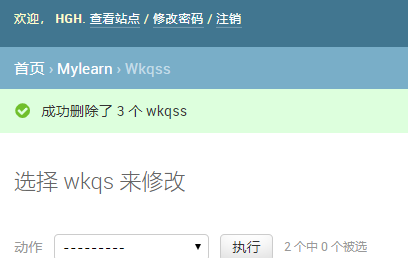 欢迎， HGH. 查看站点 / 修改密码 / 注销
首页 › Mylearn › Wkqss
成功删除了 3 个 wkqss
选择 wkqs 来修改
动作 --------- 执行 2 个中 0 个被选